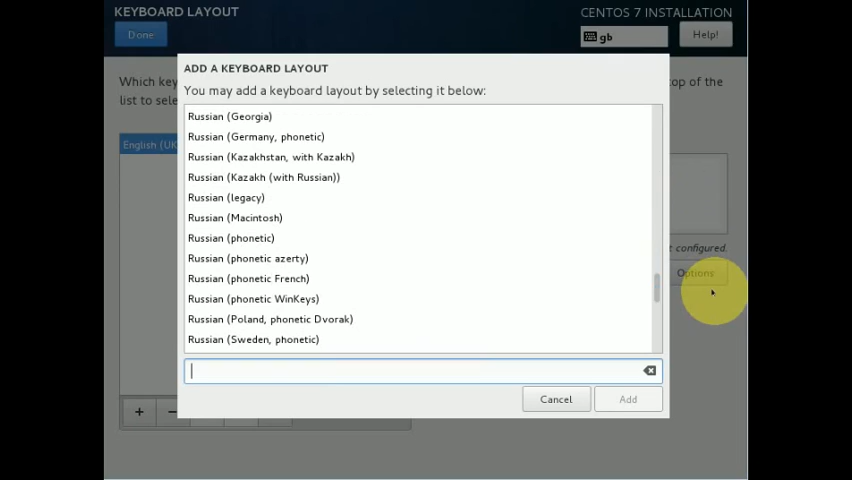 KEYBOARD LAYOUT
CENTOS 7 INSTALLATION
Done
gb
Help!
Which key
top of the
list to sele
English (UK
ADD A KEYBOARD LAYOUT
You may add a keyboard layout by selecting it below:
Russian (Georgia)
Russian (Germany, phonetic)
Russian (Kazakhstan, with Kazakh)
Russian (Kazakh (with Russian))
Russian (legacy)
Russian (Macintosh)
Russian (phonetic)
Russian (phonetic azerty)
Russian (phonetic French)
Russian (phonetic WinKeys)
Russian (Poland, phonetic Dvorak)
Russian (Sweden, phonetic)
configured.
Options
Cancel
Add